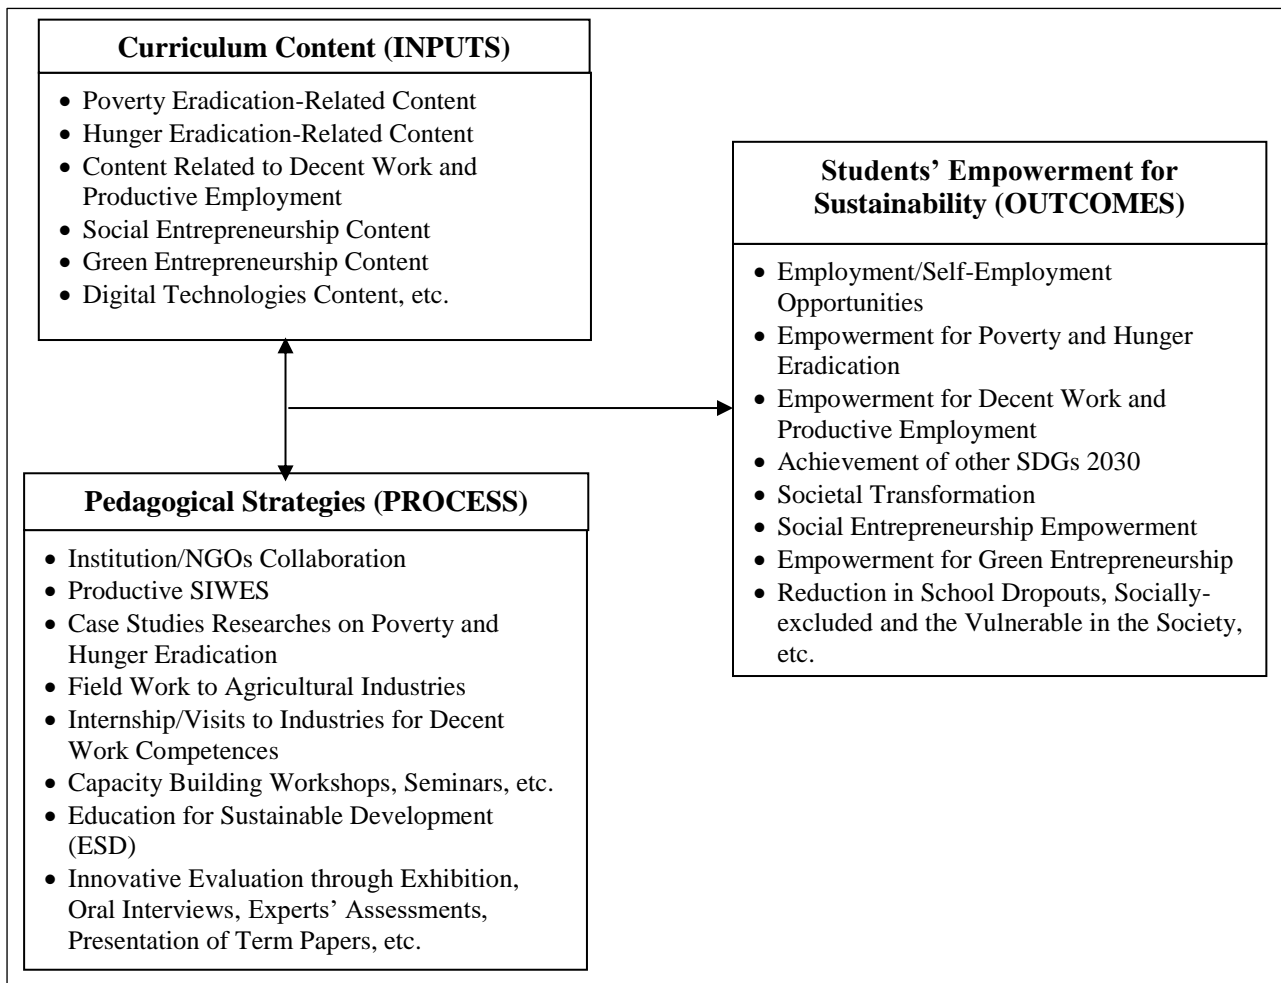 Curriculum Content (INPUTS)
• Poverty Eradication-Related Content
• Hunger Eradication-Related Content
• Content Related to Decent Work and
Productive Employment
• Social Entrepreneurship Content
• Green Entrepreneurship Content
• Digital Technologies Content, etc.
Pedagogical Strategies (PROCESS)
• Institution/NGOs Collaboration
• Productive SIWES
• Case Studies Researches on Poverty and
Hunger Eradication
• Field Work to Agricultural Industries
• Internship/Visits to Industries for Decent
Work Competences
• Capacity Building Workshops, Seminars, etc.
• Education for Sustainable Development
(ESD)
• Innovative Evaluation through Exhibition,
Oral Interviews, Experts’ Assessments,
Presentation of Term Papers, etc.
Students’ Empowerment for
Sustainability (OUTCOMES)
• Employment/Self-Employment
Opportunities
• Empowerment for Poverty and Hunger
Eradication
• Empowerment for Decent Work and
Productive Employment
• Achievement of other SDGs 2030
• Societal Transformation
• Social Entrepreneurship Empowerment
• Empowerment for Green Entrepreneurship
• Reduction in School Dropouts, Socially-
excluded and the Vulnerable in the Society,
etc.